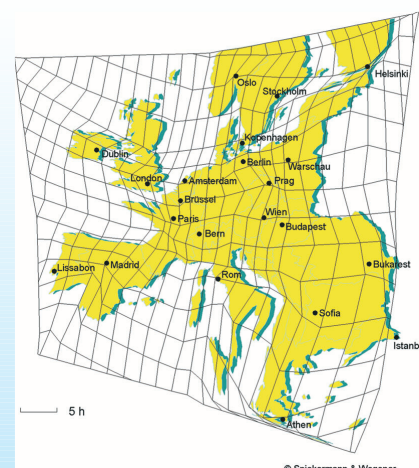 Helsinki
Oslo
Stockholm
Kopenhagen
Dublin
Berlin
Warschau
London
Amsterdam
Prag
Brüssel
Paris
Wien
Budapest
Bern
Madrid
Lissabon
Rom
Bukarest
Sofia
Istanb
5 h
Athen
© Spiekermann & Wegener